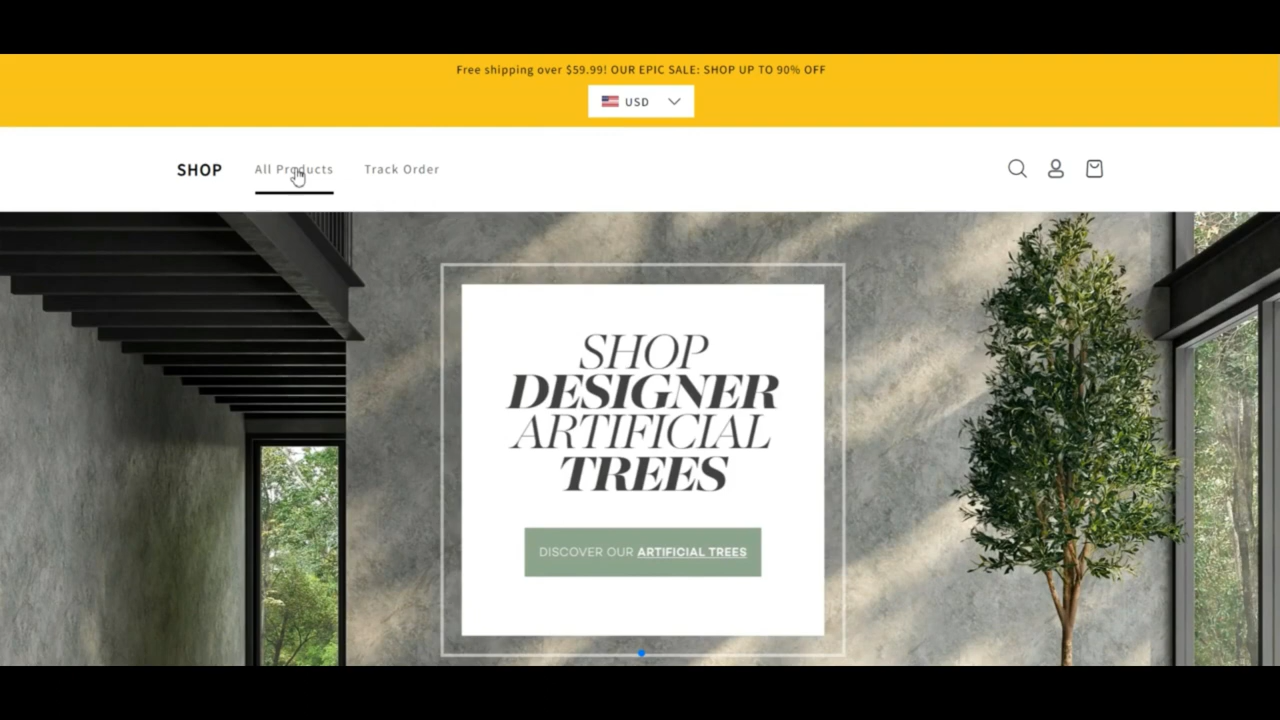 Free shipping over $59.99! OUR EPIC SALE: SHOP UP TO 90% OFF
USD
SHOP
All Products
Track Order
SHOP
DESIGNER
ARTIFICIAL
TREES
DISCOVER OUR ARTIFICIAL TREES